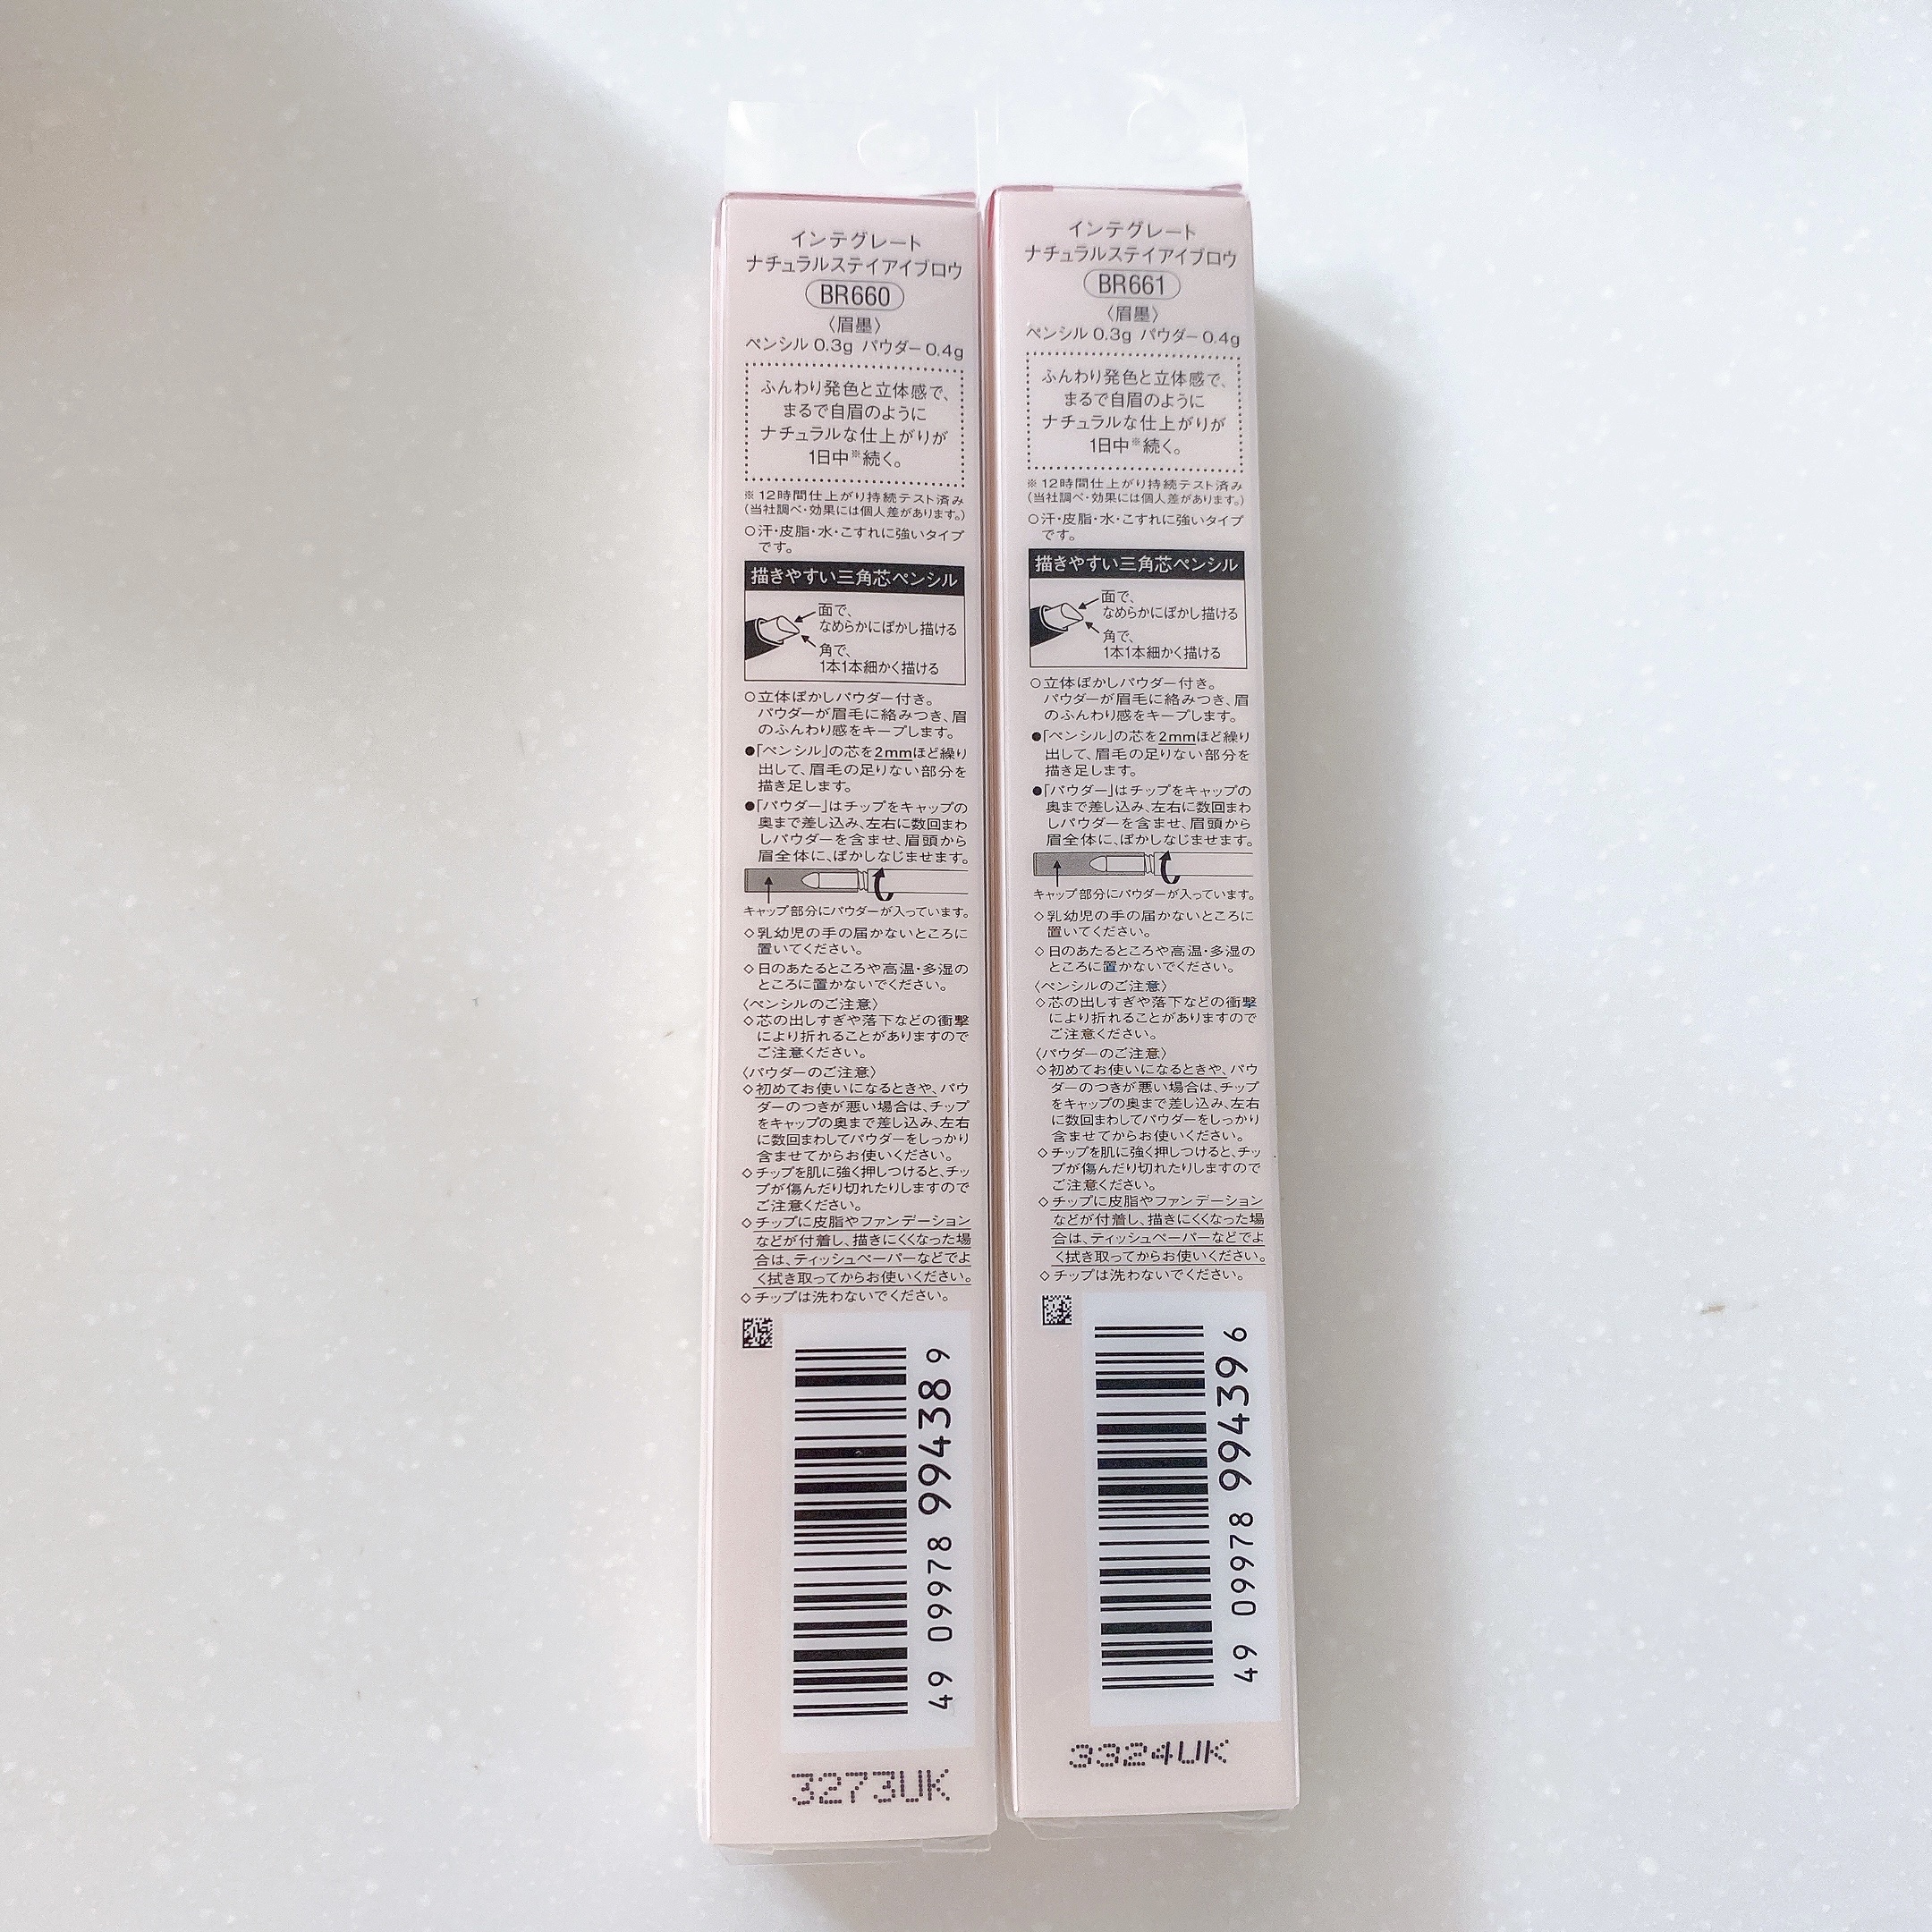 インテグレート
ナチュラルステイアイブロウ
BR660
〈眉墨〉
ペンシル 0.3g パウダー 0.4g
ふんわり発色と立体感で、
まるで自眉のように
ナチュラルな仕上がりが
1日中※続く。
※12時間仕上がり持続テスト済み
(当社調べ・効果には個人差があります。)
○汗・皮脂・水・こすれに強いタイプ
です。
描きやすい三角芯ペンシル
面で、
なめらかにぼかし描ける
角で、
1本1本細かく描ける
○立体ぼかしパウダー付き。
パウダーが眉毛に絡みつき、眉
のふんわり感をキープします。
●「ペンシル」の芯を2mmほど繰り
出して、眉毛の足りない部分を
描き足します。
●「パウダー」はチップをキャップの
奥まで差し込み、左右に数回まわ
しパウダーを含ませ、眉頭から
眉全体に、ぼかしなじませます。
キャップ部分にパウダーが入っています。
◇乳幼児の手の届かないところに
置いてください。
◇日のあたるところや高温・多湿の
ところに置かないでください。
〈ペンシルのご注意〉
◇芯の出しすぎや落下などの衝撃
により折れることがありますので
ご注意ください。
〈パウダーのご注意〉
◇初めてお使いになるときや、パウ
ダーのつきが悪い場合は、チップ
をキャップの奥まで差し込み、左右
に数回まわしてパウダーをしっかり
含ませてからお使いください。
◇チップを肌に強く押しつけると、チッ
プが傷んだり切れたりしますので
ご注意ください。
◇チップに皮脂やファンデーション
などが付着し、描きにくくなった場
合は、ティッシュペーパーなどでよ
く拭き取ってからお使いください。
◇チップは洗わないでください。
49 09978 994389
3273UK
インテグレート
ナチュラルステイアイブロウ
BR661
〈眉墨〉
ペンシル 0.3g パウダー 0.4g
ふんわり発色と立体感で、
まるで自眉のように
ナチュラルな仕上がりが
1日中※続く。
※12時間仕上がり持続テスト済み
(当社調べ・効果には個人差があります。)
○汗・皮脂・水・こすれに強いタイプ
です。
描きやすい三角芯ペンシル
面で、
なめらかにぼかし描ける
角で、
1本1本細かく描ける
○立体ぼかしパウダー付き。
パウダーが眉毛に絡みつき、眉
のふんわり感をキープします。
●「ペンシル」の芯を2mmほど繰り
出して、眉毛の足りない部分を
描き足します。
●「パウダー」はチップをキャップの
奥まで差し込み、左右に数回まわ
しパウダーを含ませ、眉頭から
眉全体に、ぼかしなじませます。
キャップ部分にパウダーが入っています。
◇乳幼児の手の届かないところに
置いてください。
◇日のあたるところや高温・多湿の
ところに置かないでください。
〈ペンシルのご注意〉
◇芯の出しすぎや落下などの衝撃
により折れることがありますので
ご注意ください。
〈パウダーのご注意〉
◇初めてお使いになるときや、パウ
ダーのつきが悪い場合は、チップ
をキャップの奥まで差し込み、左右
に数回まわしてパウダーをしっかり
含ませてからお使いください。
◇チップを肌に強く押しつけると、チッ
プが傷んだり切れたりしますので
ご注意ください。
◇チップに皮脂やファンデーション
などが付着し、描きにくくなった場
合は、ティッシュペーパーなどでよ
く拭き取ってからお使いください。
◇チップは洗わないでください。
49 09978 994396
3324UK